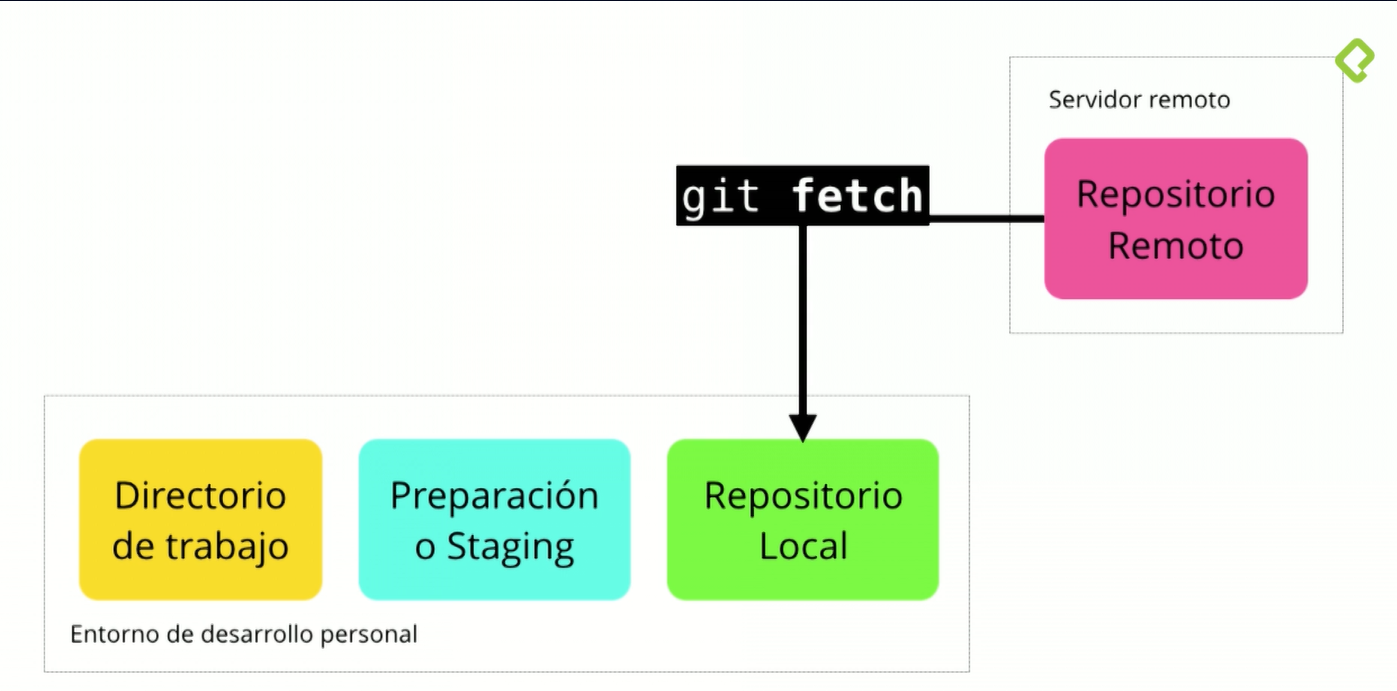 Servidor remoto
git fetch
Repositorio
Remoto
Directorio
de trabajo
Preparación
o Staging
Repositorio
Local
Entorno de desarrollo personal